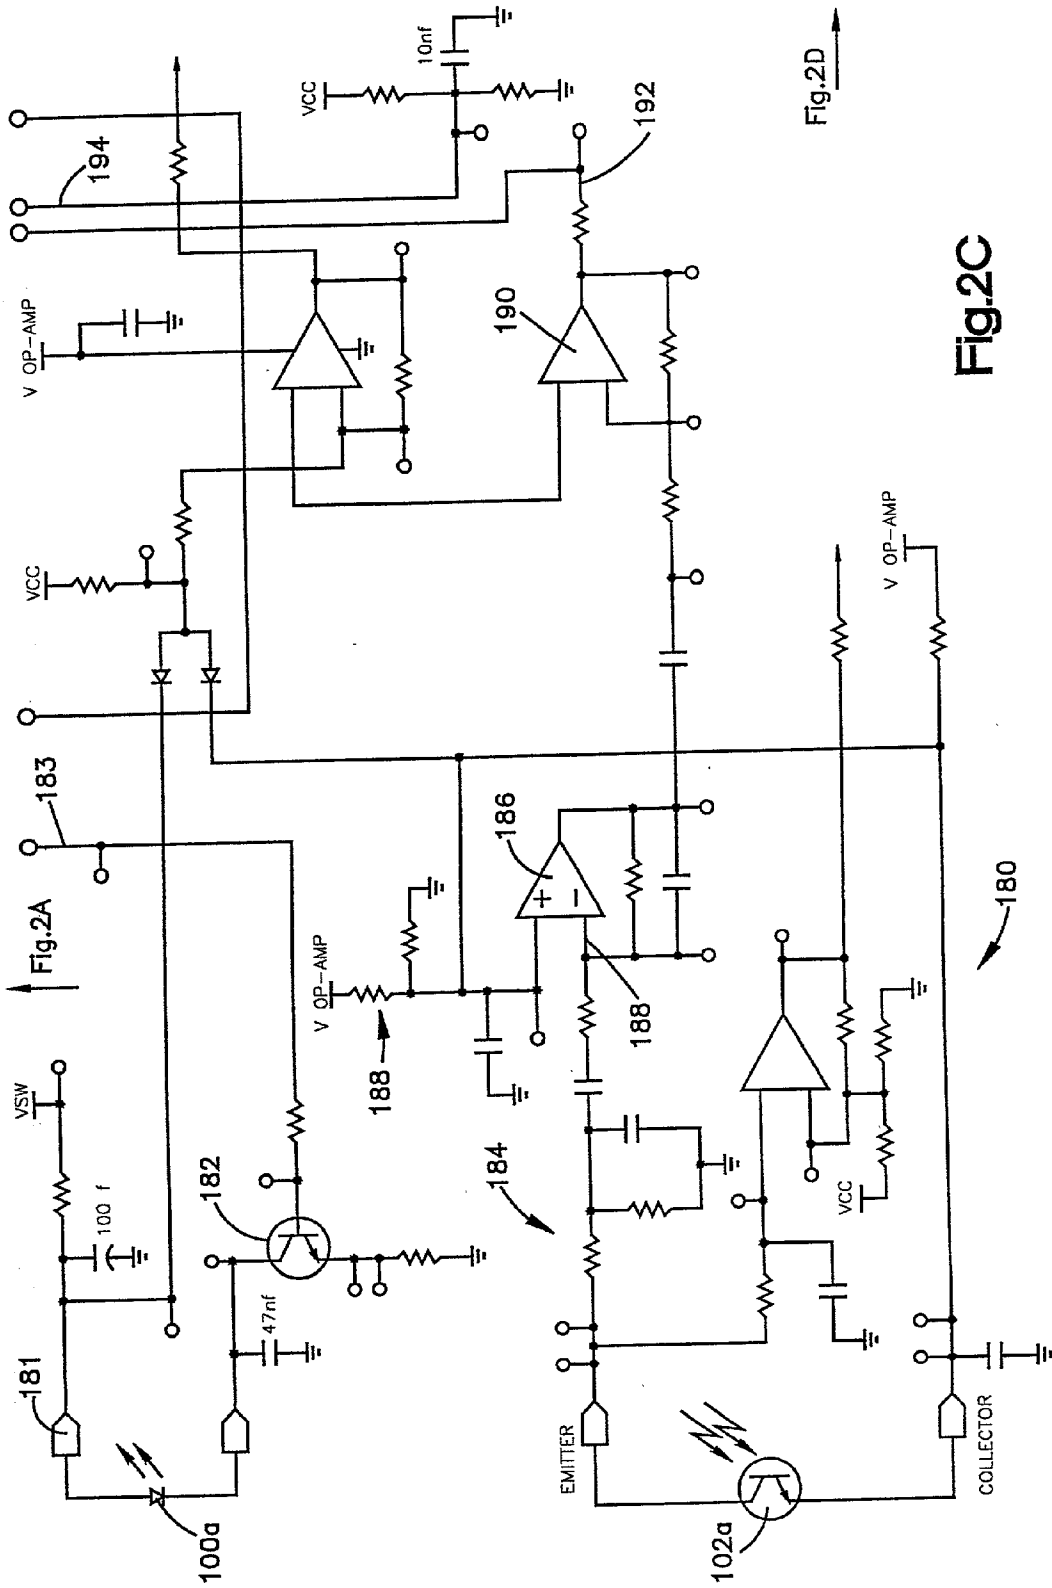 Fig.2A
VSW
100 f
181
100a
182
47nf
183
VCC
V OP-AMP
194
VCC
10nf
V OP-AMP
188
186
188
184
190
192
Fig.2D
EMITTER
102a
COLLECTOR
VCC
180
V OP-AMP
Fig.2C